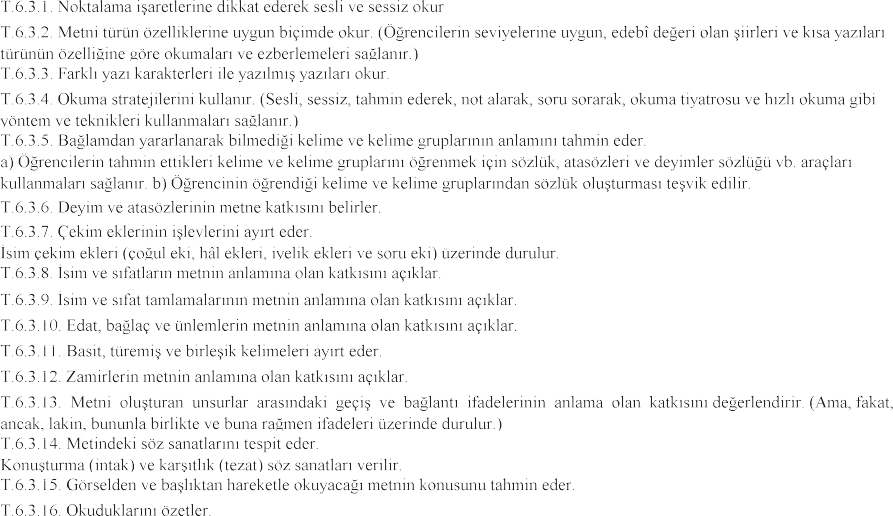 T.6.3.1. Noktalama işaretlerine dikkat ederek sesli ve sessiz okur
T.6.3.2. Metni türün özelliklerine uygun biçimde okur. (Öğrencilerin seviyelerine uygun, edebî değeri olan şiirleri ve kısa yazıları
türünün özelliğine göre okumaları ve ezberlemeleri sağlanır.)
T.6.3.3. Farklı yazı karakterleri ile yazılmış yazıları okur.
T.6.3.4. Okuma stratejilerini kullanır. (Sesli, sessiz, tahmin ederek, not alarak, soru sorarak, okuma tiyatrosu ve hızlı okuma gibi
yöntem ve teknikleri kullanmaları sağlanır.)
T.6.3.5. Bağlamdan yararlanarak bilmediği kelime ve kelime gruplarının anlamını tahmin eder.
a) Öğrencilerin tahmin ettikleri kelime ve kelime gruplarını öğrenmek için sözlük, atasözleri ve deyimler sözlüğü vb. araçları
kullanmaları sağlanır. b) Öğrencinin öğrendiği kelime ve kelime gruplarından sözlük oluşturması teşvik edilir.
T.6.3.6. Deyim ve atasözlerinin metne katkısını belirler.
T.6.3.7. Çekim eklerinin işlevlerini ayırt eder.
İsim çekim ekleri (çoğul eki, hâl ekleri, iyelik ekleri ve soru eki) üzerinde durulur.
T.6.3.8. İsim ve sıfatların metnin anlamına olan katkısını açıklar.
T.6.3.9. İsim ve sıfat tamlamalarının metnin anlamına olan katkısını açıklar.
T.6.3.10. Edat, bağlaç ve ünlemlerin metnin anlamına olan katkısını açıklar.
T.6.3.11. Basit, türemiş ve birleşik kelimeleri ayırt eder.
T.6.3.12. Zamirlerin metnin anlamına olan katkısını açıklar.
T.6.3.13. Metni oluşturan unsurlar arasındaki geçiş ve bağlantı ifadelerinin anlama olan katkısını değerlendirir. (Ama, fakat,
ancak, lakin, bununla birlikte ve buna rağmen ifadeleri üzerinde durulur.)
T.6.3.14. Metindeki söz sanatlarını tespit eder.
Konuşturma (intak) ve karşıtlık (tezat) söz sanatları verilir.
T.6.3.15. Görselden ve başlıktan hareketle okuyacağı metnin konusunu tahmin eder.
T.6.3.16. Okuduklarını özetler.